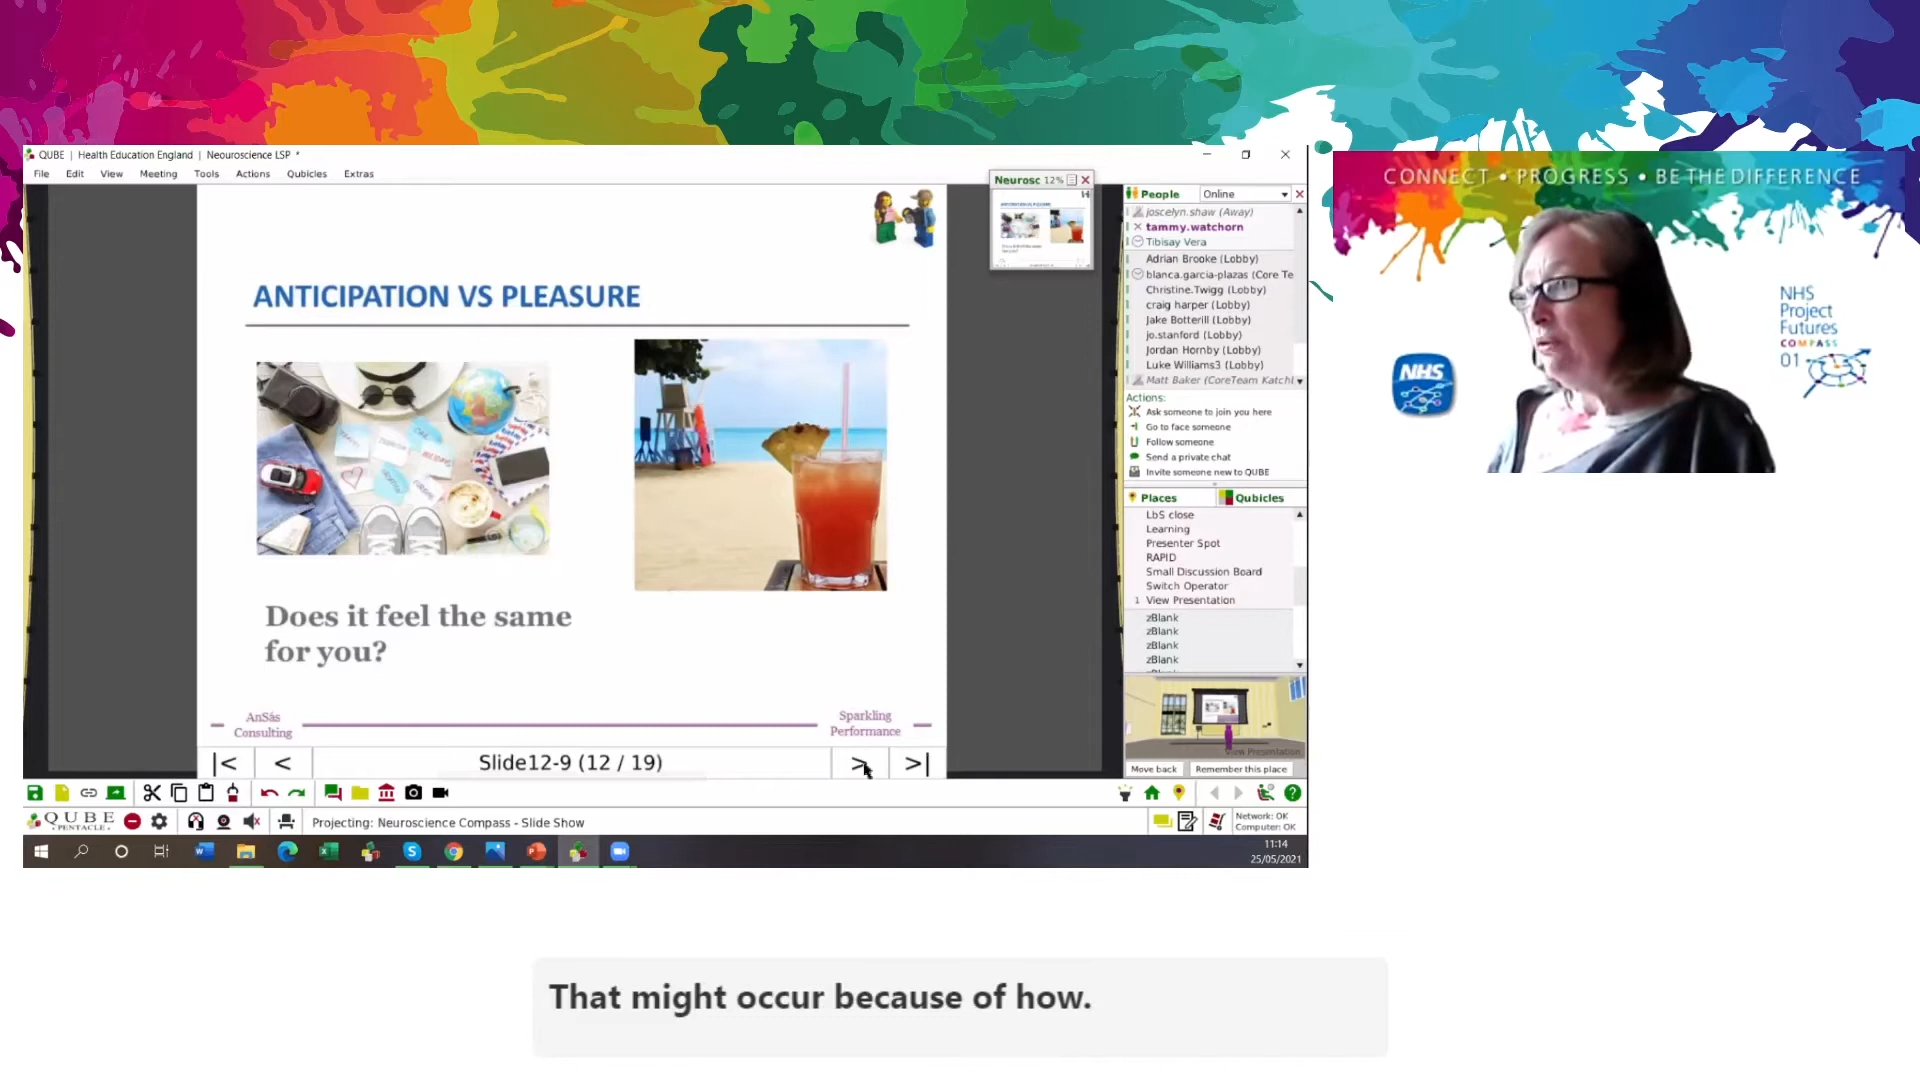 QUBE | Health Education England | Neouroscience LSP *
File Edit View Meeting Tools Actions Qubicles Extras
Neurosc 12%
ANTICIPATION VS PLEASURE
Does it feel the same
for you?
AnSás
Consulting
Sparkling
Performance
|< < Slide12-9 (12 / 19) > >|
People Online
joscelyn.shaw (Away)
tammy.watchorn
Tibisay Vera
Adrian Brooke (Lobby)
blanca.garcia-plazas (Core Te
Christine.Twigg (Lobby)
craig harper (Lobby)
Jake Botterill (Lobby)
jo.stanford (Lobby)
Jordan Hornby (Lobby)
Luke Williams3 (Lobby)
Matt Baker (CoreTeam Katchl
Actions:
Ask someone to join you here
Go to face someone
Follow someone
Send a private chat
Invite someone new to QUBE
Places Qubicles
LbS close
Learning
Presenter Spot
RAPID
Small Discussion Board
Switch Operator
1 View Presentation
zBlank
zBlank
zBlank
zBlank
View Presentation
Move back Remember this place
QUBE
PENTACLE
Projecting: Neuroscience Compass - Slide Show
Network: OK
Computer: OK
11:14
25/05/2021
CONNECT • PROGRESS • BE THE DIFFERENCE
NHS
NHS
Project
Futures
COMPASS
01
That might occur because of how.